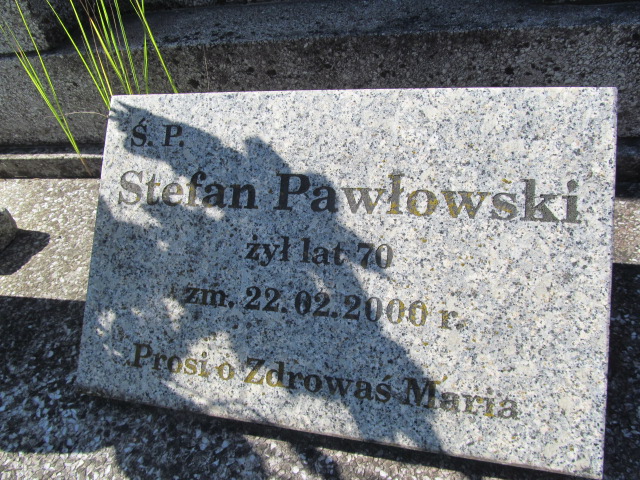 Ś. P.
Stefan Pawłowski
żył lat 70
zm. 22.02.2000 r.
Prosi o Zdrowaś Maria